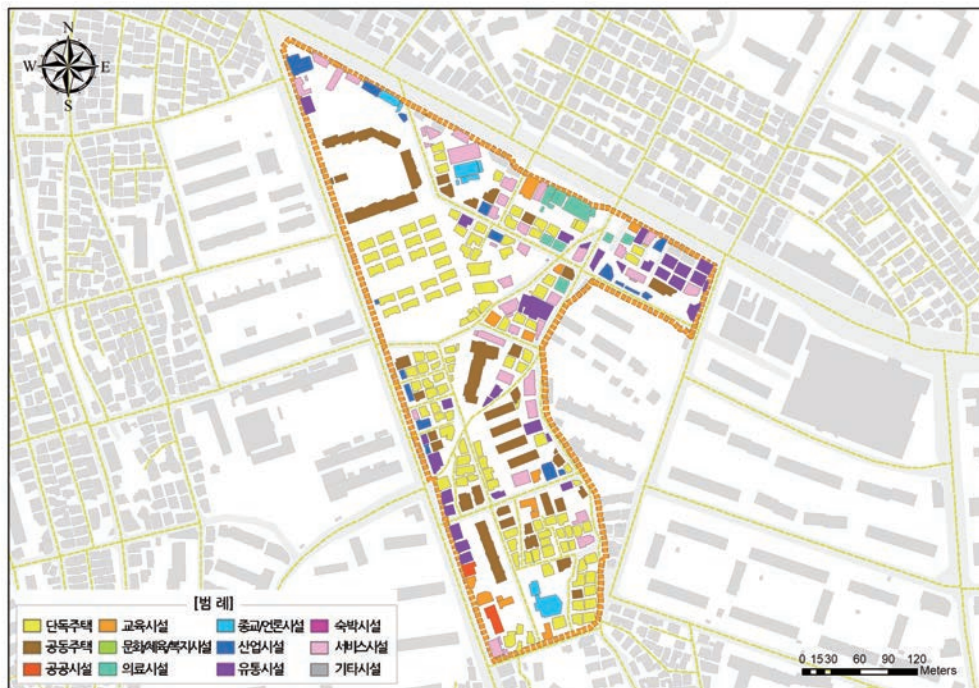 N
W E
S
[범 례]
단독주택 교육시설 종교/언론시설 숙박시설
공동주택 문화/체육/복지시설 산업시설 서비스시설
공공시설 의료시설 유통시설 기타시설
0 15 30 60 90 120
Meters